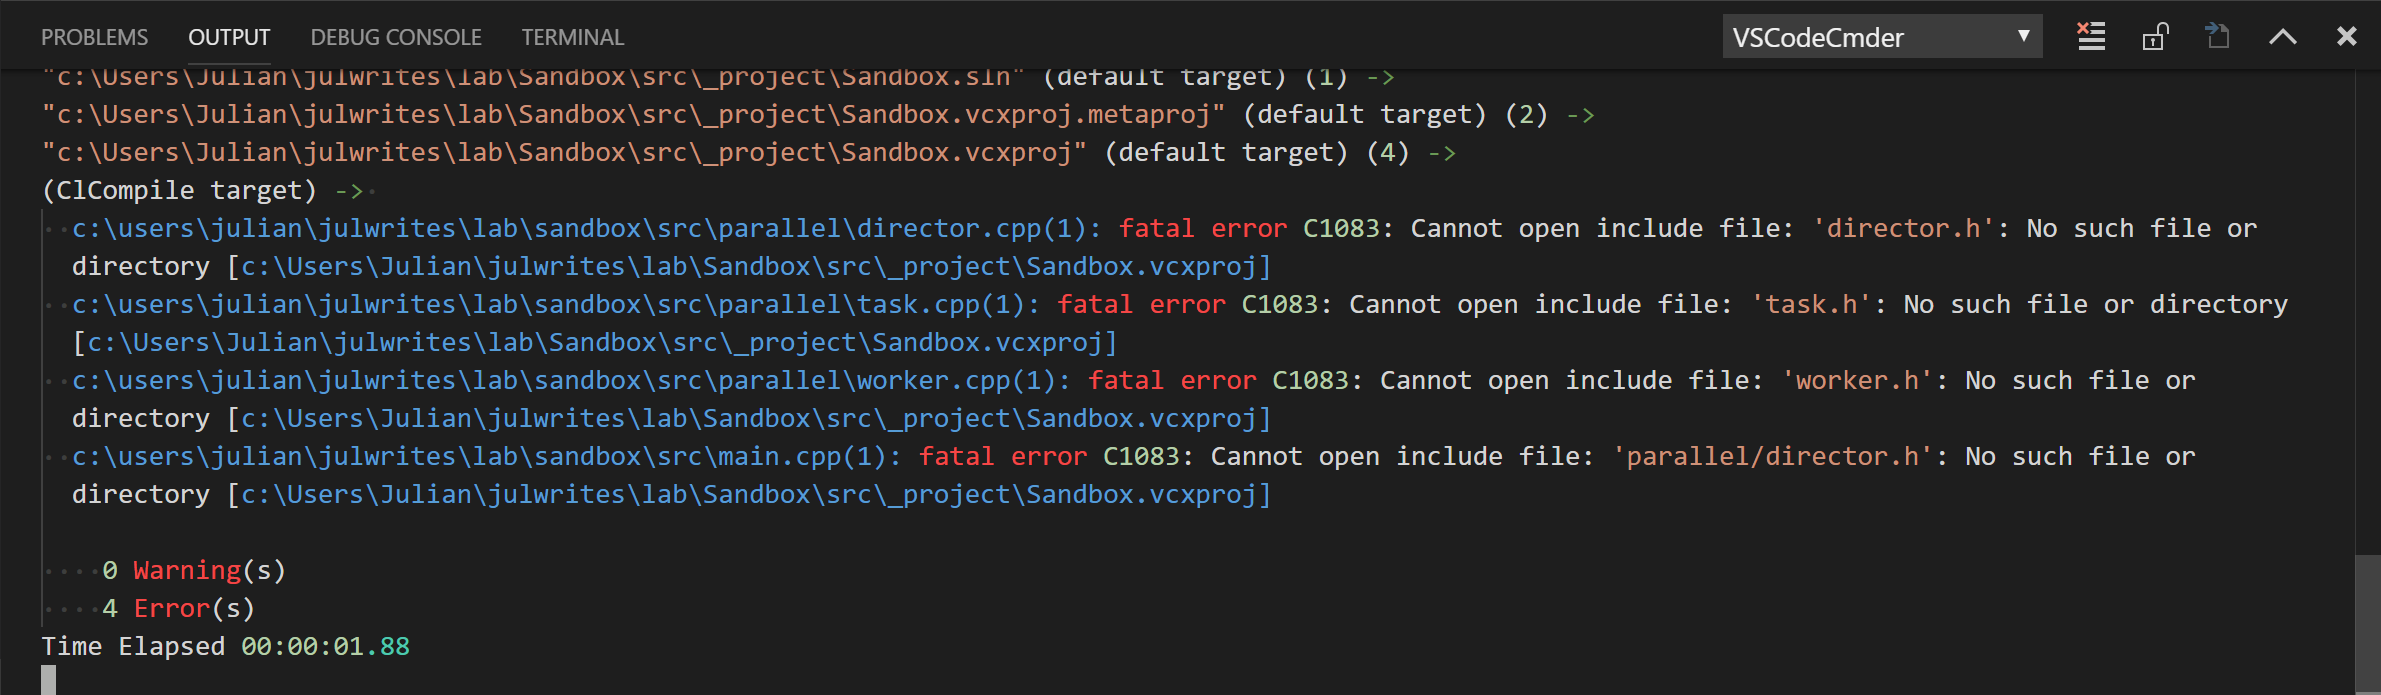 PROBLEMS OUTPUT DEBUG CONSOLE TERMINAL VSCodeCmder
"c:\Users\Julian\julwrites\lab\Sandbox\src\_project\Sandbox.sln" (default target) (1) ->
"c:\Users\Julian\julwrites\lab\Sandbox\src\_project\Sandbox.vcxproj.metaproj" (default target) (2) ->
"c:\Users\Julian\julwrites\lab\Sandbox\src\_project\Sandbox.vcxproj" (default target) (4) ->
(ClCompile target) ->
c:\users\julian\julwrites\lab\sandbox\src\parallel\director.cpp(1): fatal error C1083: Cannot open include file: 'director.h': No such file or
directory [c:\Users\Julian\julwrites\lab\Sandbox\src\_project\Sandbox.vcxproj]
c:\users\julian\julwrites\lab\sandbox\src\parallel\task.cpp(1): fatal error C1083: Cannot open include file: 'task.h': No such file or directory
[c:\Users\Julian\julwrites\lab\Sandbox\src\_project\Sandbox.vcxproj]
c:\users\julian\julwrites\lab\sandbox\src\parallel\worker.cpp(1): fatal error C1083: Cannot open include file: 'worker.h': No such file or
directory [c:\Users\Julian\julwrites\lab\Sandbox\src\_project\Sandbox.vcxproj]
c:\users\julian\julwrites\lab\sandbox\src\main.cpp(1): fatal error C1083: Cannot open include file: 'parallel/director.h': No such file or
directory [c:\Users\Julian\julwrites\lab\Sandbox\src\_project\Sandbox.vcxproj]
0 Warning(s)
4 Error(s)
Time Elapsed 00:00:01.88